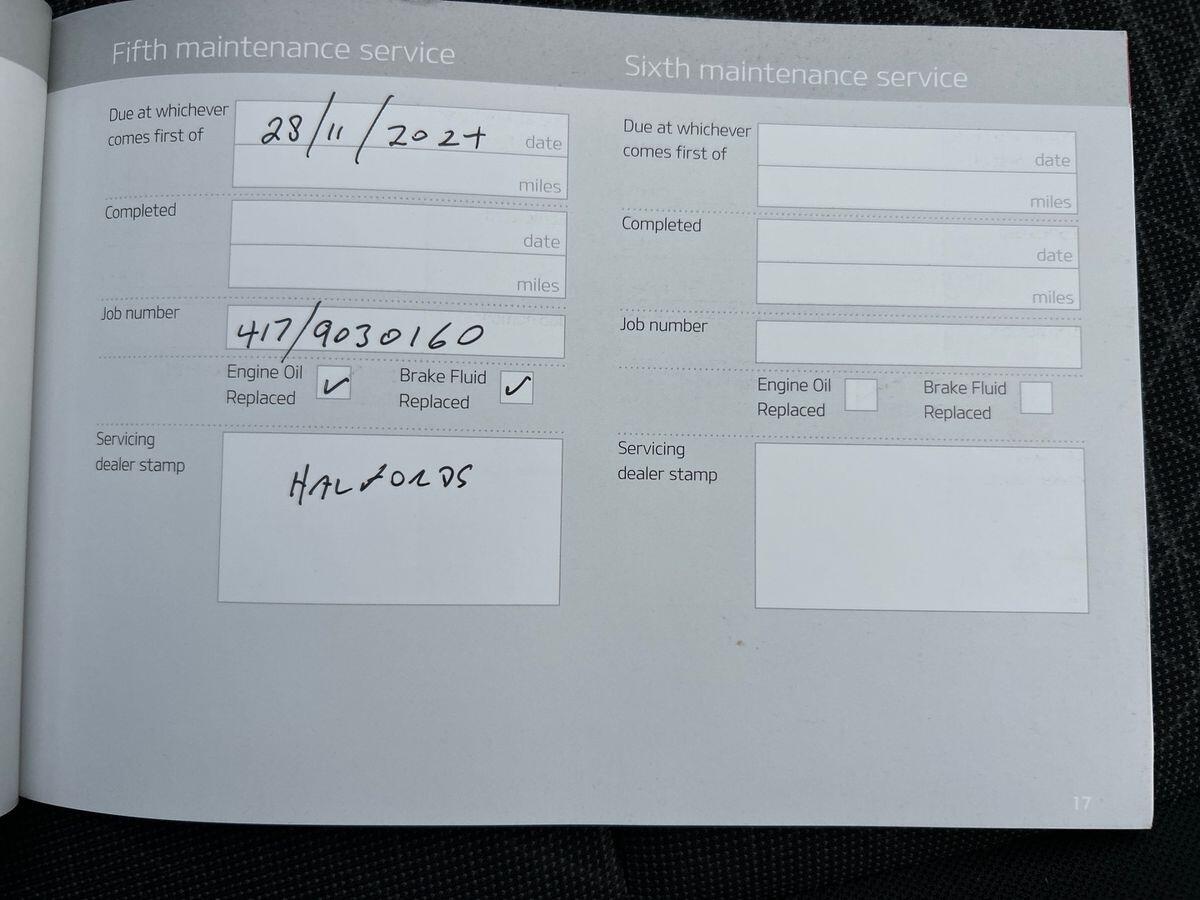 Fifth maintenance service
Due at whichever
comes first of
28/11/2024 date
miles
Completed
date
miles
Job number
417/9030160
Engine Oil
Replaced
Brake Fluid
Replaced
Servicing
dealer stamp
HALFORDS
Sixth maintenance service
Due at whichever
comes first of
date
miles
Completed
date
miles
Job number
Engine Oil
Replaced
Brake Fluid
Replaced
Servicing
dealer stamp
17